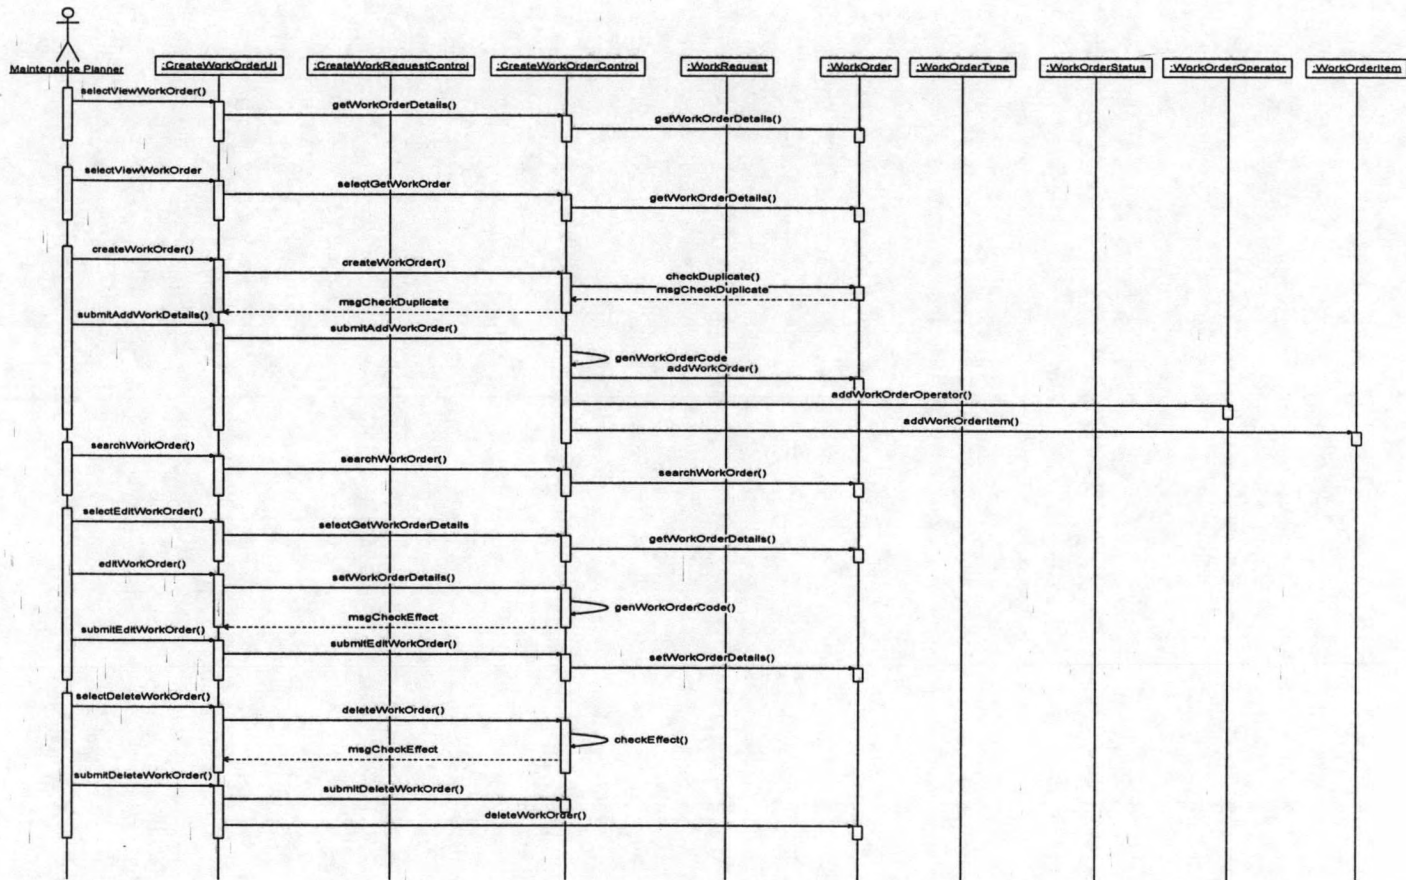 Maintenance Planner
:CreateWorkOrderUI
:CreateWorkRequestControl
:CreateWorkOrderControl
:WorkRequest
:WorkOrder
:WorkOrderType
:WorkOrderStatus
:WorkOrderOperator
:WorkOrderItem
selectViewWorkOrder()
getWorkOrderDetails()
getWorkOrderDetails()
selectViewWorkOrder
selectGetWorkOrder
getWorkOrderDetails()
createWorkOrder()
createWorkOrder()
checkDuplicate()
msgCheckDuplicate
msgCheckDuplicate
submitAddWorkDetails()
submitAddWorkOrder()
genWorkOrderCode
addWorkOrder()
addWorkOrderOperator()
addWorkOrderItem()
searchWorkOrder()
searchWorkOrder()
searchWorkOrder()
selectEditWorkOrder()
selectGetWorkOrderDetails
getWorkOrderDetails()
editWorkOrder()
setWorkOrderDetails()
genWorkOrderCode()
msgCheckEffect
submitEditWorkOrder()
submitEditWorkOrder()
setWorkOrderDetails()
selectDeleteWorkOrder()
deleteWorkOrder()
checkEffect()
msgCheckEffect
submitDeleteWorkOrder()
submitDeleteWorkOrder()
deleteWorkOrder()